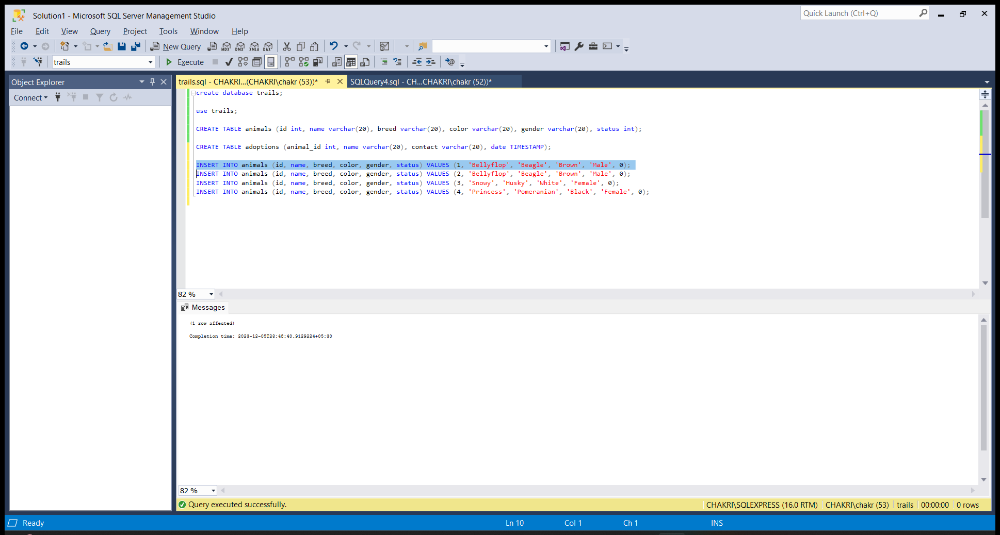 Solution1 - Microsoft SQL Server Management Studio
Quick Launch (Ctrl+Q)
File Edit View Query Project Tools Window Help
New Query MDX DMX XMLA DAX
trails Execute
Object Explorer
Connect
trails.sql - CHAKRI...(CHAKRI\chakr (53))* SQLQuery4.sql - CH...CHAKRI\chakr (52))*
create database trails;
use trails;
CREATE TABLE animals (id int, name varchar(20), breed varchar(20), color varchar(20), gender varchar(20), status int);
CREATE TABLE adoptions (animal_id int, name varchar(20), contact varchar(20), date TIMESTAMP);
INSERT INTO animals (id, name, breed, color, gender, status) VALUES (1, 'Bellyflop', 'Beagle', 'Brown', 'Male', 0);
INSERT INTO animals (id, name, breed, color, gender, status) VALUES (2, 'Bellyflop', 'Beagle', 'Brown', 'Male', 0);
INSERT INTO animals (id, name, breed, color, gender, status) VALUES (3, 'Snowy', 'Husky', 'White', 'Female', 0);
INSERT INTO animals (id, name, breed, color, gender, status) VALUES (4, 'Princess', 'Pomeranian', 'Black', 'Female', 0);
82 %
Messages
(1 row affected)
Completion time: 2023-12-05T23:48:40.9129224+05:30
82 %
Query executed successfully. CHAKRI\SQLEXPRESS (16.0 RTM) CHAKRI\chakr (53) trails 00:00:00 0 rows
Ready Ln 10 Col 1 Ch 1 INS